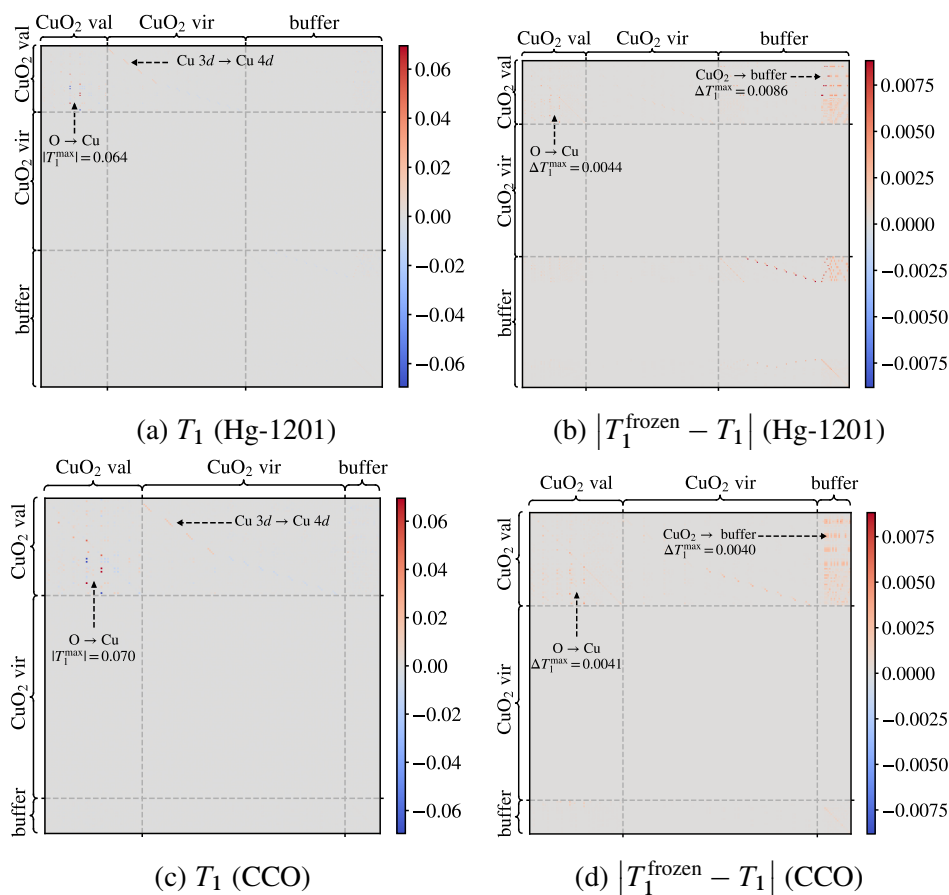 CuO₂ val
CuO₂ vir
buffer
CuO₂ val
CuO₂ vir
buffer
Cu 3d → Cu 4d
O → Cu
|T₁ᵐᵃˣ| = 0.064
0.06
0.04
0.02
0.00
−0.02
−0.04
−0.06
(a) T₁ (Hg-1201)
CuO₂ val
CuO₂ vir
buffer
CuO₂ val
CuO₂ vir
buffer
CuO₂ → buffer
ΔT₁ᵐᵃˣ = 0.0086
O → Cu
ΔT₁ᵐᵃˣ = 0.0044
0.0075
0.0050
0.0025
0.0000
−0.0025
−0.0050
−0.0075
(b) |T₁ᶠʳᵒᶻᵉⁿ − T₁| (Hg-1201)
CuO₂ val
CuO₂ vir
buffer
CuO₂ val
CuO₂ vir
buffer
Cu 3d → Cu 4d
O → Cu
|T₁ᵐᵃˣ| = 0.070
0.06
0.04
0.02
0.00
−0.02
−0.04
−0.06
(c) T₁ (CCO)
CuO₂ val
CuO₂ vir
buffer
CuO₂ val
CuO₂ vir
buffer
CuO₂ → buffer
ΔT₁ᵐᵃˣ = 0.0040
O → Cu
ΔT₁ᵐᵃˣ = 0.0041
0.0075
0.0050
0.0025
0.0000
−0.0025
−0.0050
−0.0075
(d) |T₁ᶠʳᵒᶻᵉⁿ − T₁| (CCO)